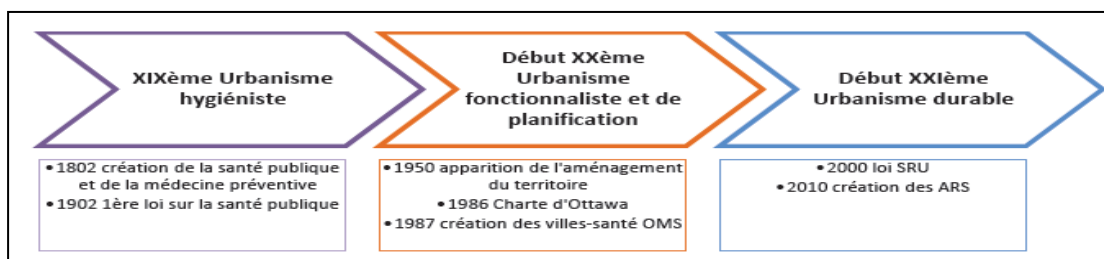 XIXème Urbanisme
hygiéniste
• 1802 création de la santé publique
et de la médecine préventive
• 1902 1ère loi sur la santé publique
Début XXème
Urbanisme
fonctionnaliste et de
planification
• 1950 apparition de l'aménagement
du territoire
• 1986 Charte d'Ottawa
• 1987 création des villes-santé OMS
Début XXIème
Urbanisme durable
• 2000 loi SRU
• 2010 création des ARS